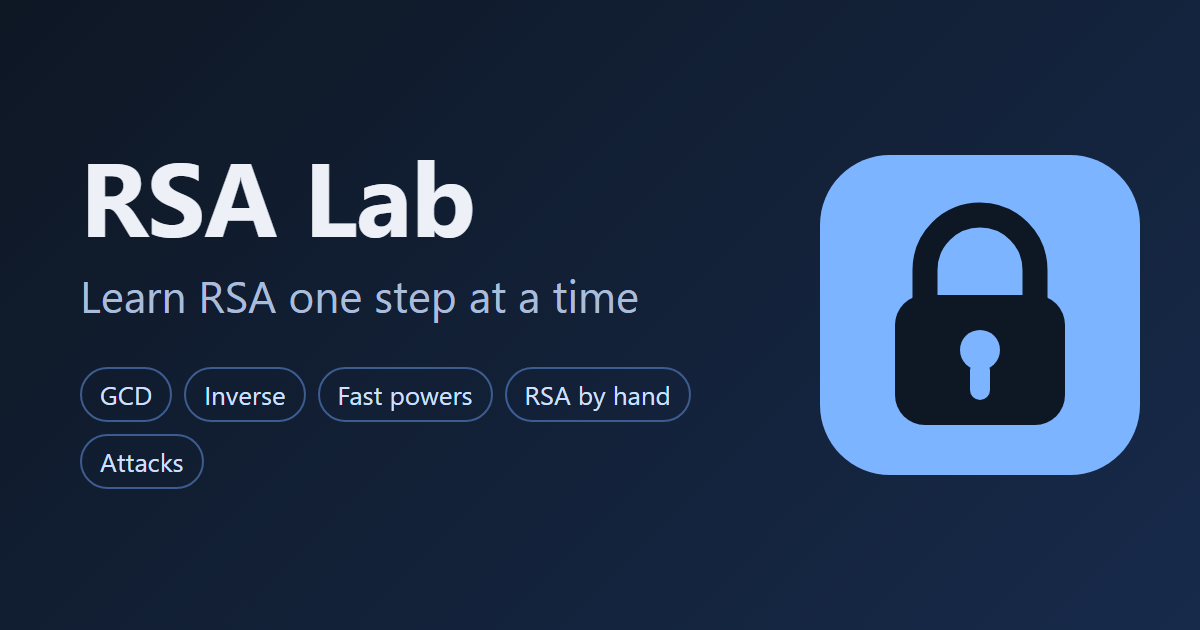 RSA Lab
Learn RSA one step at a time
GCD Inverse Fast powers RSA by hand
Attacks